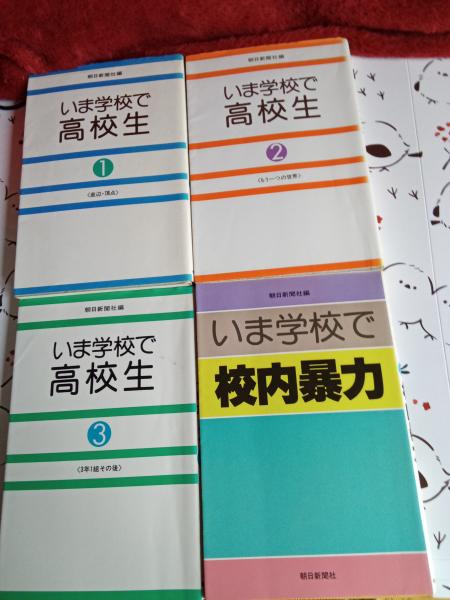 朝日新聞社編
いま学校で
高校生
1
〈底辺・頂点〉
朝日新聞社編
いま学校で
高校生
2
〈もう一つの世界〉
朝日新聞社編
いま学校で
高校生
3
〈3年1組その後〉
朝日新聞社編
いま学校で
校内暴力
朝日新聞社